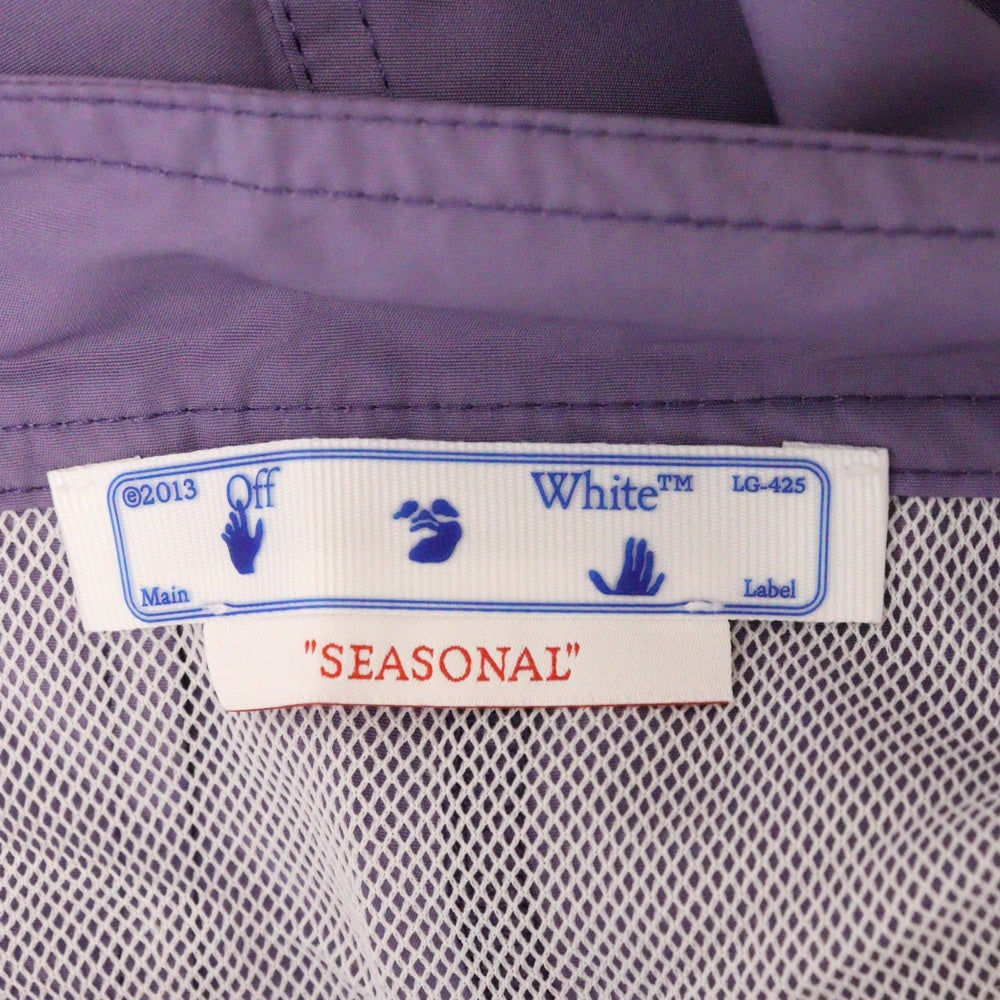 ©2013 Off White™ LG-425
Main Label
"SEASONAL"